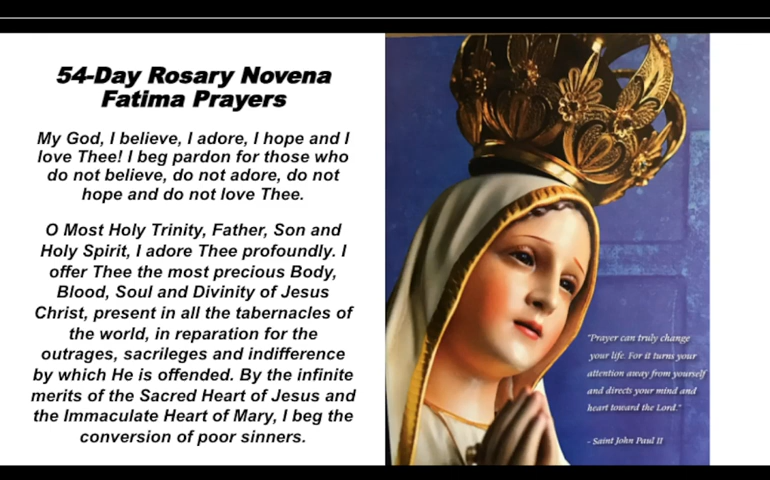 54-Day Rosary Novena
Fatima Prayers
My God, I believe, I adore, I hope and I
love Thee! I beg pardon for those who
do not believe, do not adore, do not
hope and do not love Thee.
O Most Holy Trinity, Father, Son and
Holy Spirit, I adore Thee profoundly. I
offer Thee the most precious Body,
Blood, Soul and Divinity of Jesus
Christ, present in all the tabernacles of
the world, in reparation for the
outrages, sacrileges and indifference
by which He is offended. By the infinite
merits of the Sacred Heart of Jesus and
the Immaculate Heart of Mary, I beg the
conversion of poor sinners.
"Prayer can truly change
your life. For it turns your
attention away from yourself
and directs your mind and
heart toward the Lord."
- Saint John Paul II